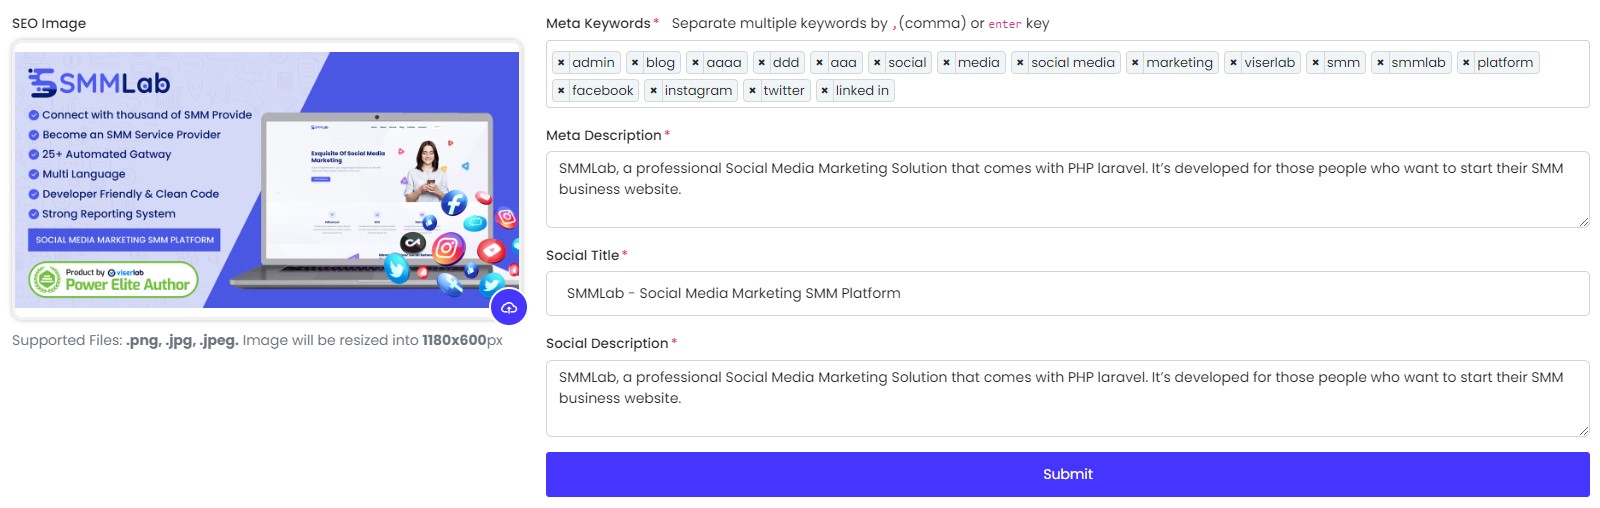 SEO Image
SMMLab
Connect with thousand of SMM Provide
Become an SMM Service Provider
25+ Automated Gatway
Multi Language
Developer Friendly & Clean Code
Strong Reporting System
SOCIAL MEDIA MARKETING SMM PLATFORM
Product by viserlab
Power Elite Author
SMMLab
Exquisite Of Social Media
Marketing
Supported Files: .png, .jpg, .jpeg. Image will be resized into 1180x600px
Meta Keywords * Separate multiple keywords by ,(comma) or enter key
× admin × blog × aaaa × ddd × aaa × social × media × social media × marketing × viserlab × smm × smmlab × platform
× facebook × instagram × twitter × linked in
Meta Description *
SMMLab, a professional Social Media Marketing Solution that comes with PHP laravel. It’s developed for those people who want to start their SMM
business website.
Social Title *
SMMLab - Social Media Marketing SMM Platform
Social Description *
SMMLab, a professional Social Media Marketing Solution that comes with PHP laravel. It’s developed for those people who want to start their SMM
business website.
Submit